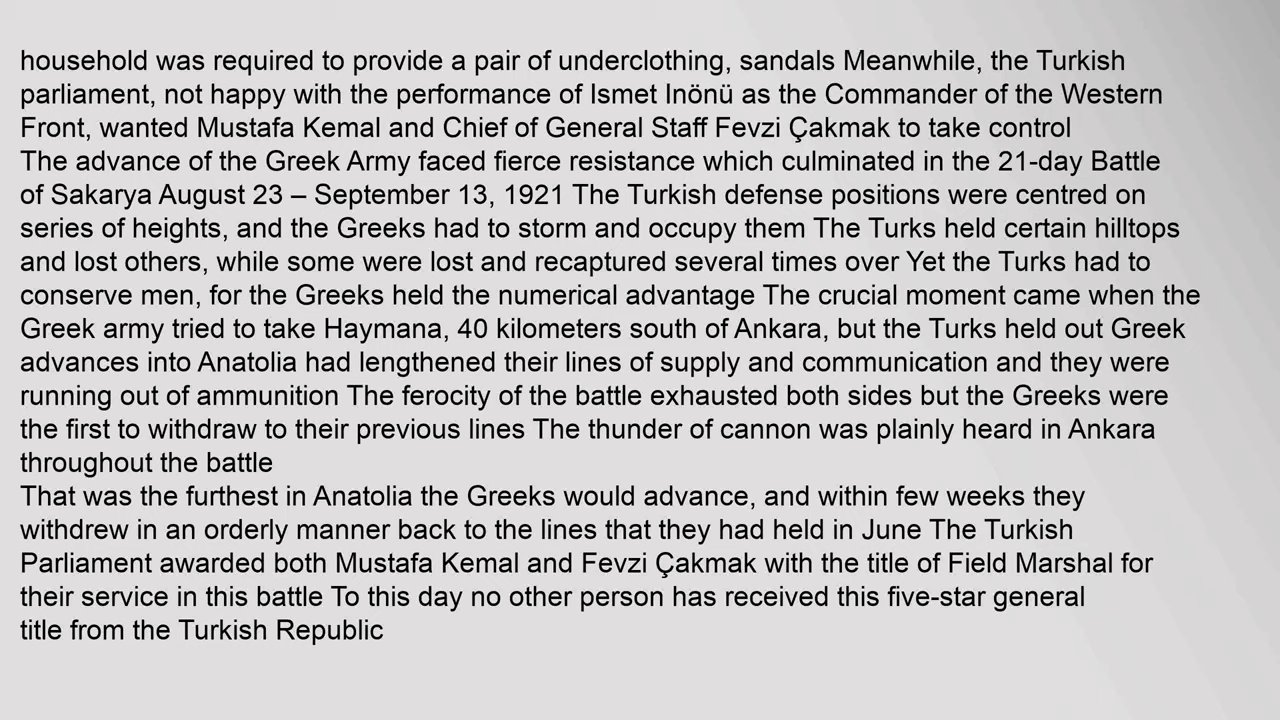 household was required to provide a pair of underclothing, sandals Meanwhile, the Turkish
parliament, not happy with the performance of Ismet Inönü as the Commander of the Western
Front, wanted Mustafa Kemal and Chief of General Staff Fevzi Çakmak to take control
The advance of the Greek Army faced fierce resistance which culminated in the 21-day Battle
of Sakarya August 23 – September 13, 1921 The Turkish defense positions were centred on
series of heights, and the Greeks had to storm and occupy them The Turks held certain hilltops
and lost others, while some were lost and recaptured several times over Yet the Turks had to
conserve men, for the Greeks held the numerical advantage The crucial moment came when the
Greek army tried to take Haymana, 40 kilometers south of Ankara, but the Turks held out Greek
advances into Anatolia had lengthened their lines of supply and communication and they were
running out of ammunition The ferocity of the battle exhausted both sides but the Greeks were
the first to withdraw to their previous lines The thunder of cannon was plainly heard in Ankara
throughout the battle
That was the furthest in Anatolia the Greeks would advance, and within few weeks they
withdrew in an orderly manner back to the lines that they had held in June The Turkish
Parliament awarded both Mustafa Kemal and Fevzi Çakmak with the title of Field Marshal for
their service in this battle To this day no other person has received this five-star general
title from the Turkish Republic